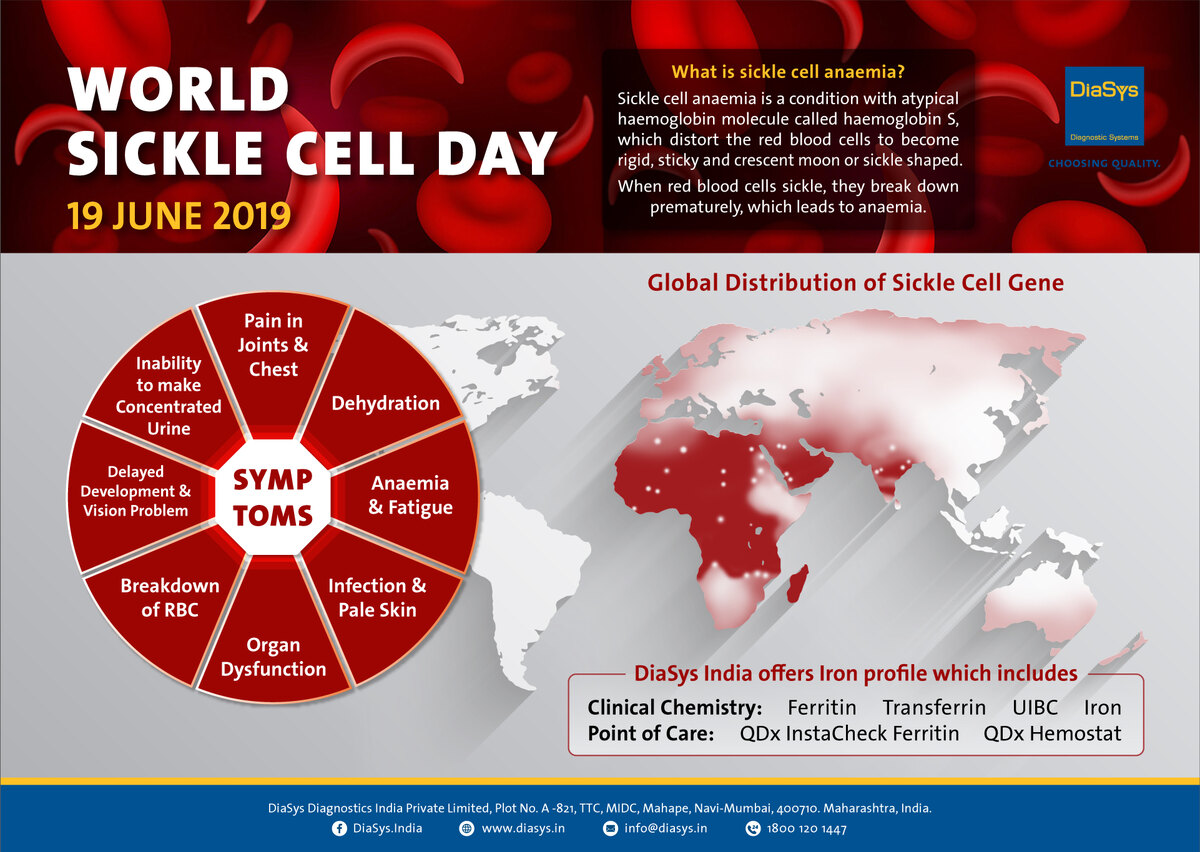 WORLD
SICKLE CELL DAY
19 JUNE 2019
What is sickle cell anaemia?
Sickle cell anaemia is a condition with atypical
haemoglobin molecule called haemoglobin S,
which distort the red blood cells to become
rigid, sticky and crescent moon or sickle shaped.
When red blood cells sickle, they break down
prematurely, which leads to anaemia.
DiaSys
Diagnostic Systems
CHOOSING QUALITY.
Pain in
Joints &
Chest
Dehydration
Anaemia
& Fatigue
Infection &
Pale Skin
Organ
Dysfunction
Breakdown
of RBC
Delayed
Development &
Vision Problem
Inability
to make
Concentrated
Urine
SYMP
TOMS
Global Distribution of Sickle Cell Gene
DiaSys India offers Iron profile which includes
Clinical Chemistry: Ferritin Transferrin UIBC Iron
Point of Care: QDx InstaCheck Ferritin QDx Hemostat
DiaSys Diagnostics India Private Limited, Plot No. A -821, TTC, MIDC, Mahape, Navi-Mumbai, 400710. Maharashtra, India.
DiaSys.India www.diasys.in info@diasys.in 1800 120 1447